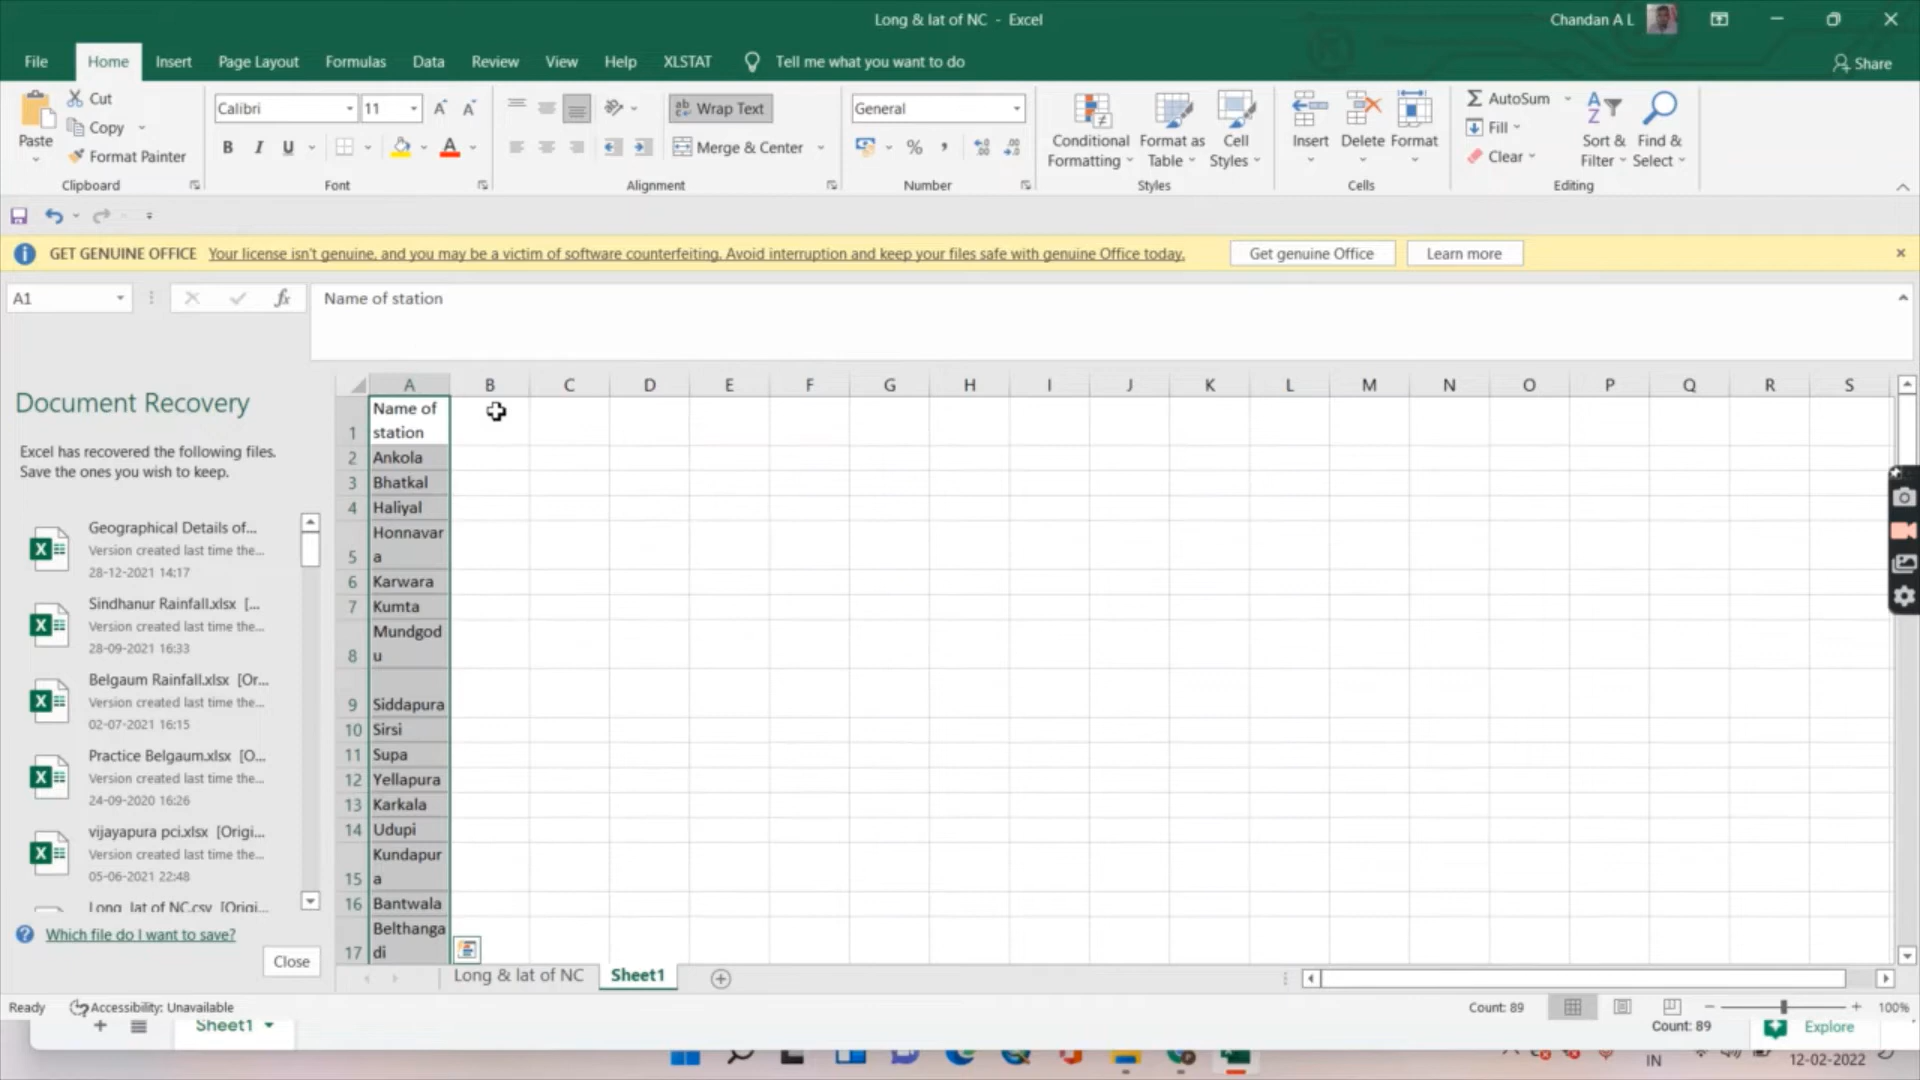 Long & lat of NC - Excel
Chandan A L
File Home Insert Page Layout Formulas Data Review View Help XLSTAT Tell me what you want to do
Share
Paste
Cut
Copy
Format Painter
Clipboard
Calibri 11
B I U
Font
Wrap Text
Merge & Center
Alignment
General
Number
Conditional Formatting
Format as Table
Cell Styles
Styles
Insert Delete Format
Cells
AutoSum
Fill
Clear
Sort & Filter
Find & Select
Editing
GET GENUINE OFFICE Your license isn't genuine, and you may be a victim of software counterfeiting. Avoid interruption and keep your files safe with genuine Office today.
Get genuine Office
Learn more
A1
fx
Name of station
Document Recovery
Excel has recovered the following files.
Save the ones you wish to keep.
Geographical Details of...
Version created last time the...
28-12-2021 14:17
Sindhanur Rainfall.xlsx [...
Version created last time the...
28-09-2021 16:33
Belgaum Rainfall.xlsx [Or...
Version created last time the...
02-07-2021 16:15
Practice Belgaum.xlsx [O...
Version created last time the...
24-09-2020 16:26
vijayapura pci.xlsx [Origi...
Version created last time the...
05-06-2021 22:48
Long lat of NC.csv [Origi...
Which file do I want to save?
Close
A B C D E F G H I J K L M N O P Q R S
Name of
1 station
2 Ankola
3 Bhatkal
4 Haliyal
Honnavar
5 a
6 Karwara
7 Kumta
Mundgod
8 u
9 Siddapura
10 Sirsi
11 Supa
12 Yellapura
13 Karkala
14 Udupi
Kundapur
15 a
16 Bantwala
Belthanga
17 di
Long & lat of NC Sheet1
Ready Accessibility: Unavailable
Count: 89
100%
Sheet1
Count: 89
Explore
IN
12-02-2022